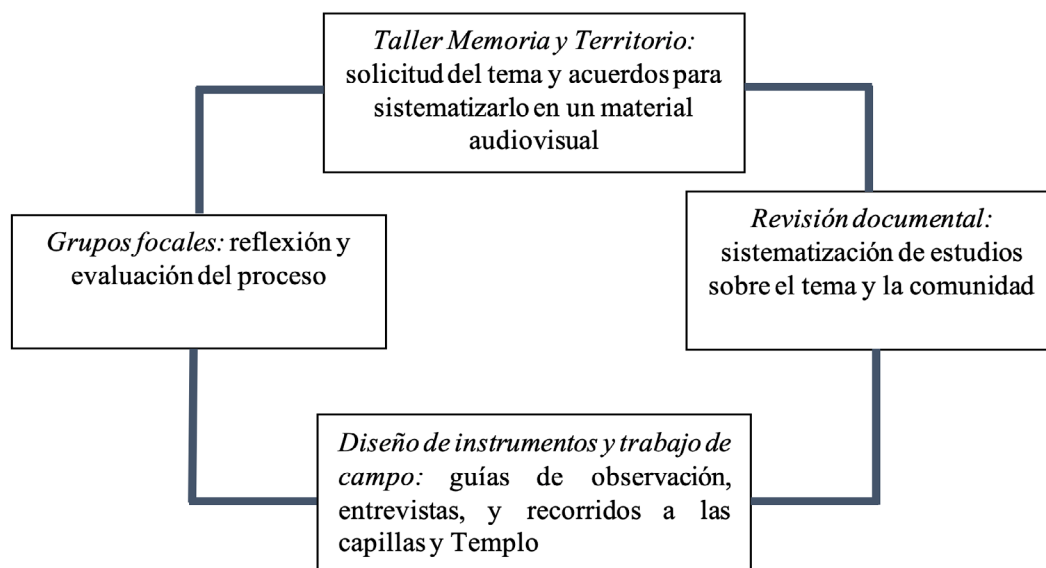 Taller Memoria y Territorio:
solicitud del tema y acuerdos para
sistematizarlo en un material
audiovisual
Grupos focales: reflexión y
evaluación del proceso
Revisión documental:
sistematización de estudios
sobre el tema y la comunidad
Diseño de instrumentos y trabajo de
campo: guías de observación,
entrevistas, y recorridos a las
capillas y Templo